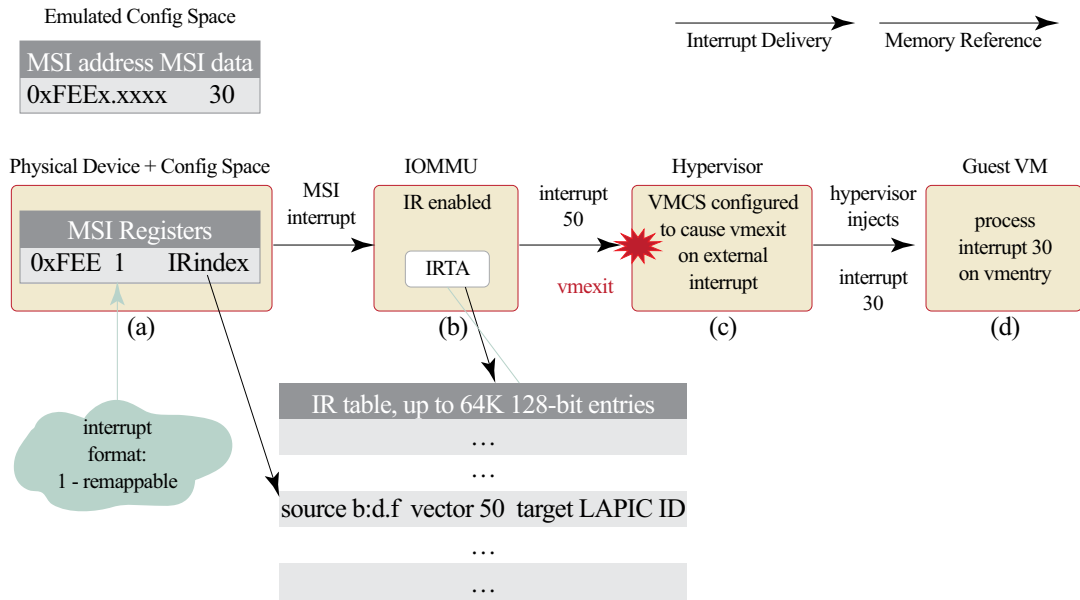 Emulated Config Space
MSI address MSI data
0xFEEx.xxxx 30
Interrupt Delivery
Memory Reference
Physical Device + Config Space
MSI Registers
0xFEE 1 IRindex
(a)
MSI
interrupt
IOMMU
IR enabled
IRTA
(b)
interrupt
50
vmexit
Hypervisor
VMCS configured
to cause vmexit
on external
interrupt
(c)
hypervisor
injects
interrupt
30
Guest VM
process
interrupt 30
on vmentry
(d)
interrupt
format:
1 - remappable
IR table, up to 64K 128-bit entries
…
…
source b:d.f vector 50 target LAPIC ID
…
…